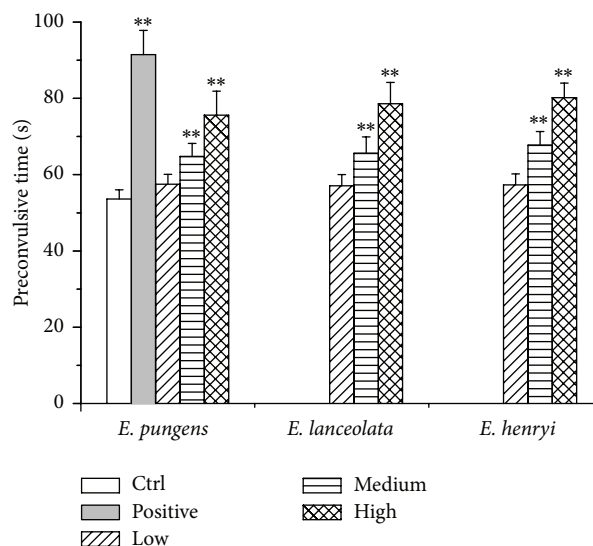 100
80
60
40
20
0
Preconvulsive time (s)
**
**
**
**
**
**
**
E. pungens
E. lanceolata
E. henryi
Ctrl
Positive
Low
Medium
High